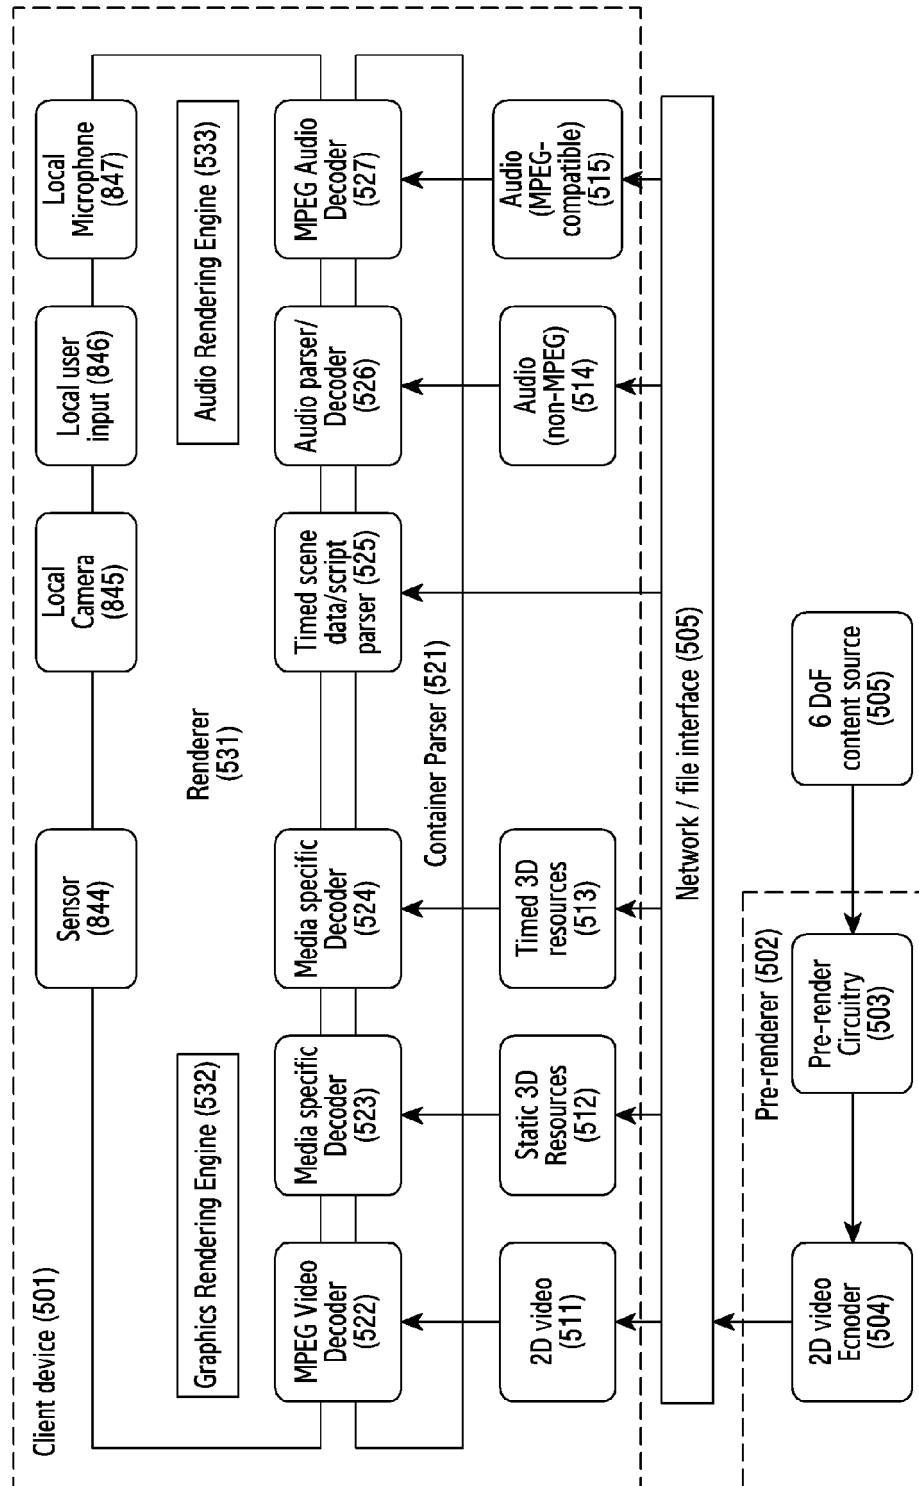 Client device (501)
Sensor
(844)
Local
Camera
(845)
Local user
input (846)
Local
Microphone
(847)
Graphics Rendering Engine (532)
Renderer
(531)
Audio Rendering Engine (533)
MPEG Video
Decoder
(522)
Media specific
Decoder
(523)
Media specific
Decoder
(524)
Timed scene
data/script
parser (525)
Audio parser/
Decoder
(526)
MPEG Audio
Decoder
(527)
Container Parser (521)
2D video
(511)
Static 3D
Resources
(512)
Timed 3D
resources
(513)
Audio
(non-MPEG)
(514)
Audio
(MPEG-
compatible)
(515)
Network / file interface (505)
Pre-renderer (502)
2D video
Ecnoder
(504)
Pre-render
Circuitry
(503)
6 DoF
content source
(505)